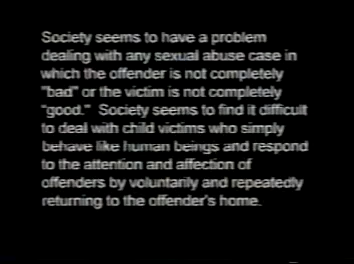 Society seems to have a problem
dealing with any sexual abuse case in
which the offender is not completely
"bad" or the victim is not completely
"good."  Society seems to find it difficult
to deal with child victims who simply
behave like human beings and respond
to the attention and affection of
offenders by voluntarily and repeatedly
returning to the offender's home.